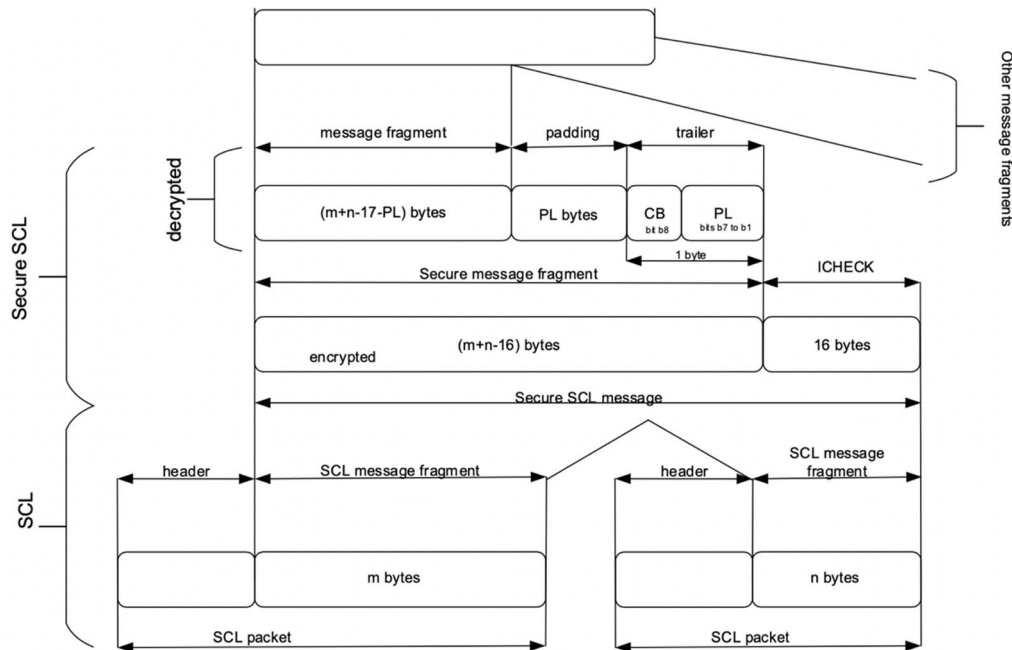 Other message fragments
message fragment
padding
trailer
decrypted
(m+n-17-PL) bytes
PL bytes
CB
bit b8
PL
bits b7 to b1
1 byte
Secure SCL
Secure message fragment
ICHECK
(m+n-16) bytes
encrypted
16 bytes
Secure SCL message
SCL
header
SCL message fragment
header
SCL message
fragment
m bytes
n bytes
SCL packet
SCL packet